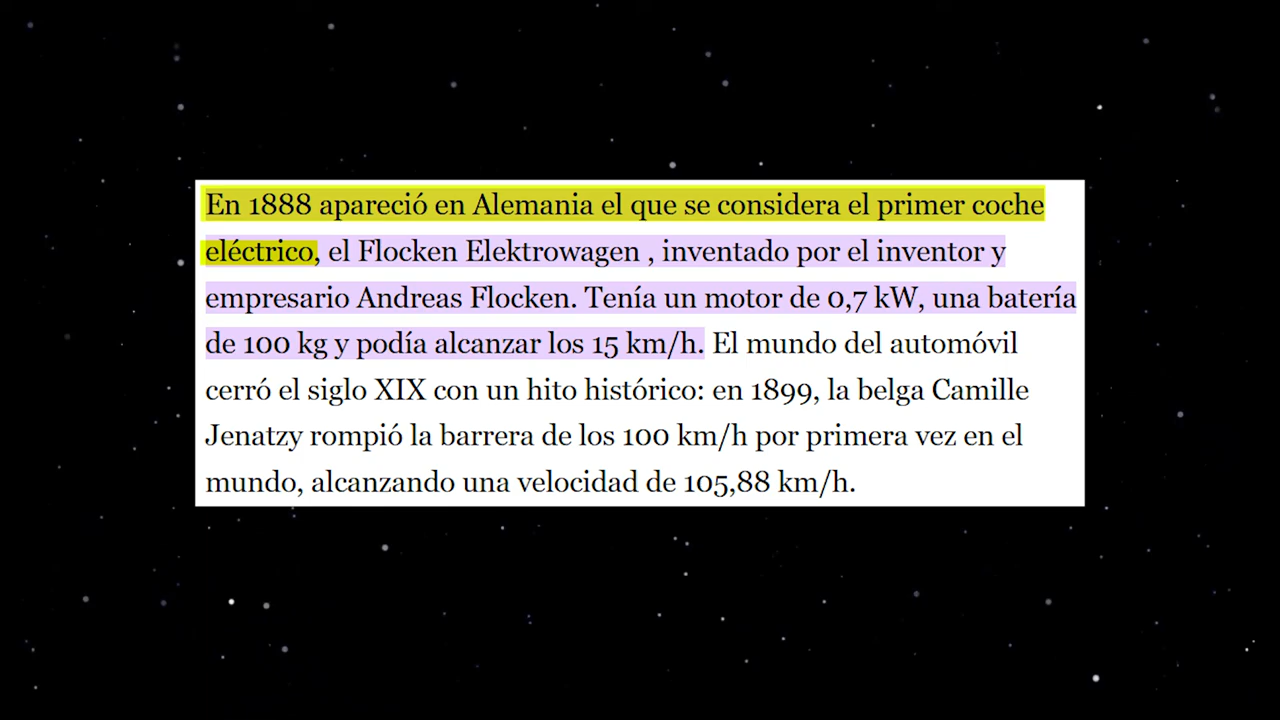 En 1888 apareció en Alemania el que se considera el primer coche
eléctrico, el Flocken Elektrowagen , inventado por el inventor y
empresario Andreas Flocken. Tenía un motor de 0,7 kW, una batería
de 100 kg y podía alcanzar los 15 km/h. El mundo del automóvil
cerró el siglo XIX con un hito histórico: en 1899, la belga Camille
Jenatzy rompió la barrera de los 100 km/h por primera vez en el
mundo, alcanzando una velocidad de 105,88 km/h.